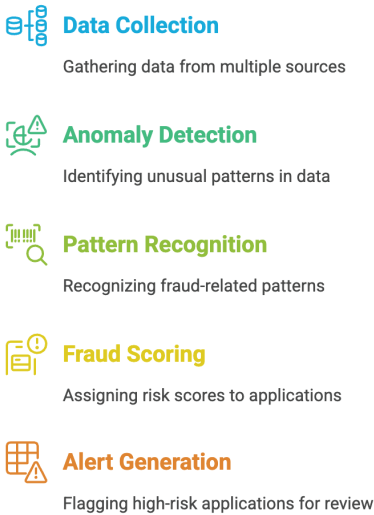 Data Collection
Gathering data from multiple sources
Anomaly Detection
Identifying unusual patterns in data
Pattern Recognition
Recognizing fraud-related patterns
Fraud Scoring
Assigning risk scores to applications
Alert Generation
Flagging high-risk applications for review